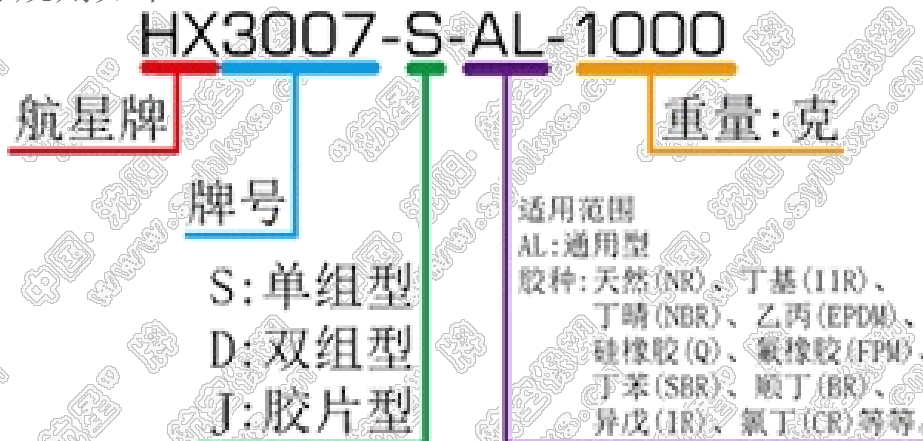 HX3007-S-AL-1000
航星牌
重量:克
牌号
适用范围
AL:通用型
S:单组型
胶种:天然(NR)、丁基(IIR)、
D:双组型
丁晴(NBR)、乙丙(EPDM)、
硅橡胶(Q)、氟橡胶(FPM)、
J:胶片型
丁苯(SBR)、顺丁(BR)、
异戊(IR)、氯丁(CR)等等